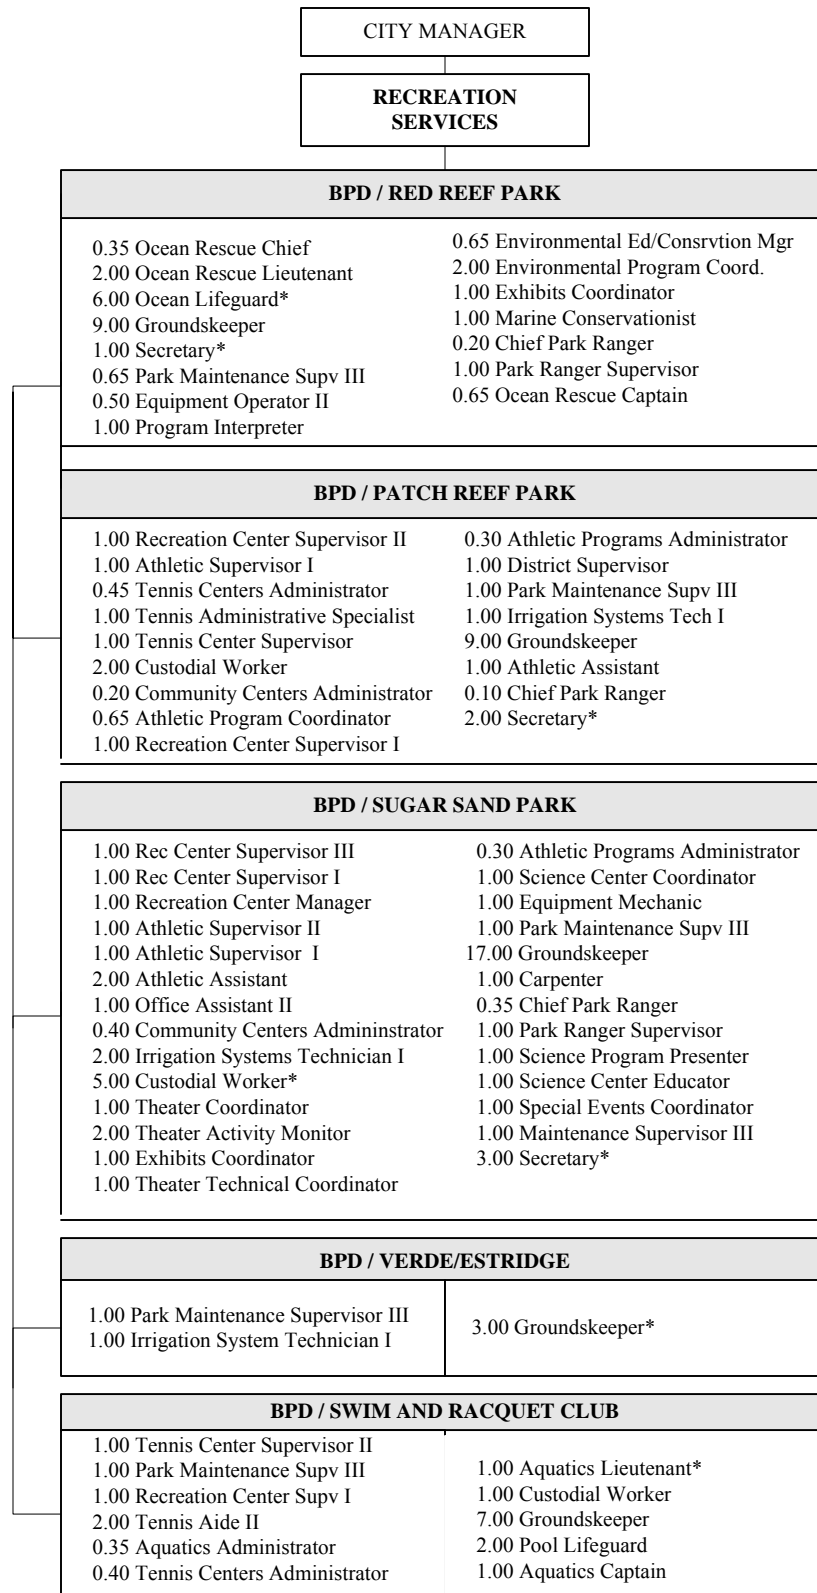 CITY MANAGER
RECREATION
SERVICES
BPD / RED REEF PARK
0.35 Ocean Rescue Chief
2.00 Ocean Rescue Lieutenant
6.00 Ocean Lifeguard*
9.00 Groundskeeper
1.00 Secretary*
0.65 Park Maintenance Supv III
0.50 Equipment Operator II
1.00 Program Interpreter
0.65 Environmental Ed/Consrvtion Mgr
2.00 Environmental Program Coord.
1.00 Exhibits Coordinator
1.00 Marine Conservationist
0.20 Chief Park Ranger
1.00 Park Ranger Supervisor
0.65 Ocean Rescue Captain
BPD / PATCH REEF PARK
1.00 Recreation Center Supervisor II
1.00 Athletic Supervisor I
0.45 Tennis Centers Administrator
1.00 Tennis Administrative Specialist
1.00 Tennis Center Supervisor
2.00 Custodial Worker
0.20 Community Centers Administrator
0.65 Athletic Program Coordinator
1.00 Recreation Center Supervisor I
0.30 Athletic Programs Administrator
1.00 District Supervisor
1.00 Park Maintenance Supv III
1.00 Irrigation Systems Tech I
9.00 Groundskeeper
1.00 Athletic Assistant
0.10 Chief Park Ranger
2.00 Secretary*
BPD / SUGAR SAND PARK
1.00 Rec Center Supervisor III
1.00 Rec Center Supervisor I
1.00 Recreation Center Manager
1.00 Athletic Supervisor II
1.00 Athletic Supervisor I
2.00 Athletic Assistant
1.00 Office Assistant II
0.40 Community Centers Admininstrator
2.00 Irrigation Systems Technician I
5.00 Custodial Worker*
1.00 Theater Coordinator
2.00 Theater Activity Monitor
1.00 Exhibits Coordinator
1.00 Theater Technical Coordinator
0.30 Athletic Programs Administrator
1.00 Science Center Coordinator
1.00 Equipment Mechanic
1.00 Park Maintenance Supv III
17.00 Groundskeeper
1.00 Carpenter
0.35 Chief Park Ranger
1.00 Park Ranger Supervisor
1.00 Science Program Presenter
1.00 Science Center Educator
1.00 Special Events Coordinator
1.00 Maintenance Supervisor III
3.00 Secretary*
BPD / VERDE/ESTRIDGE
1.00 Park Maintenance Supervisor III
1.00 Irrigation System Technician I
3.00 Groundskeeper*
BPD / SWIM AND RACQUET CLUB
1.00 Tennis Center Supervisor II
1.00 Park Maintenance Supv III
1.00 Recreation Center Supv I
2.00 Tennis Aide II
0.35 Aquatics Administrator
0.40 Tennis Centers Administrator
1.00 Aquatics Lieutenant*
1.00 Custodial Worker
7.00 Groundskeeper
2.00 Pool Lifeguard
1.00 Aquatics Captain